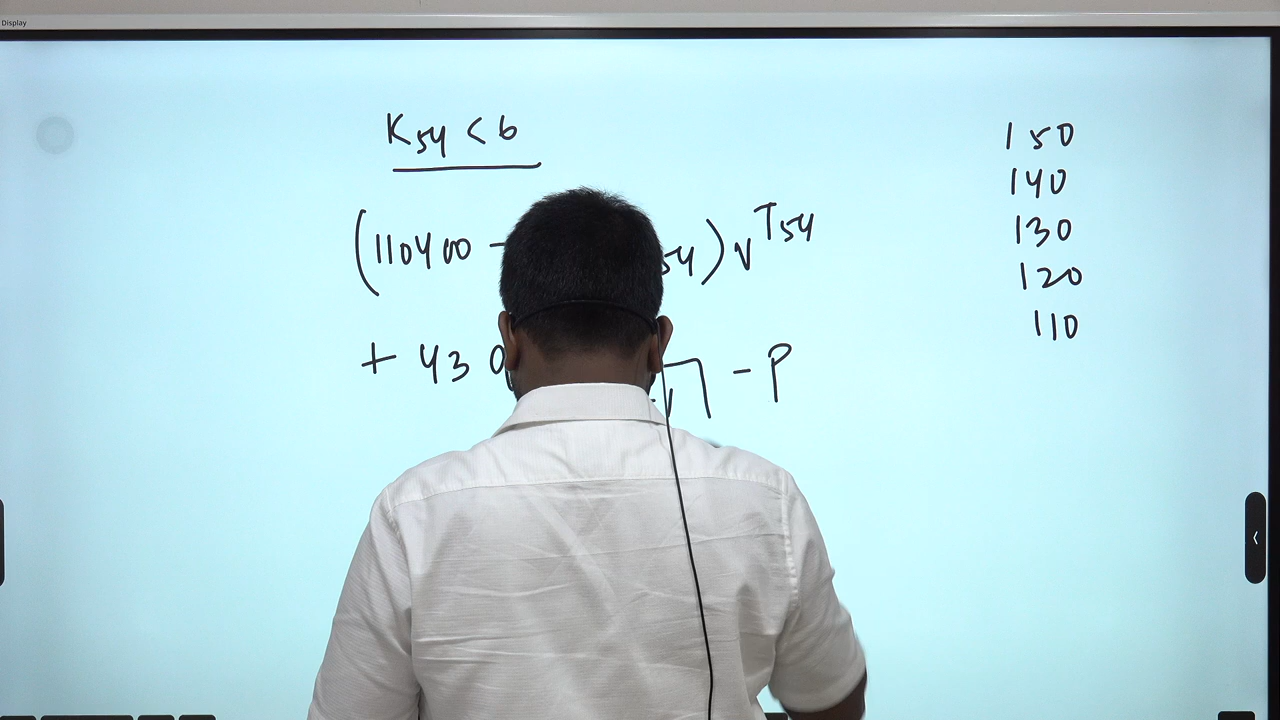 Display
K54 < 6
(110400 - 54) v^T54
+ 430 - P
150
140
130
120
110